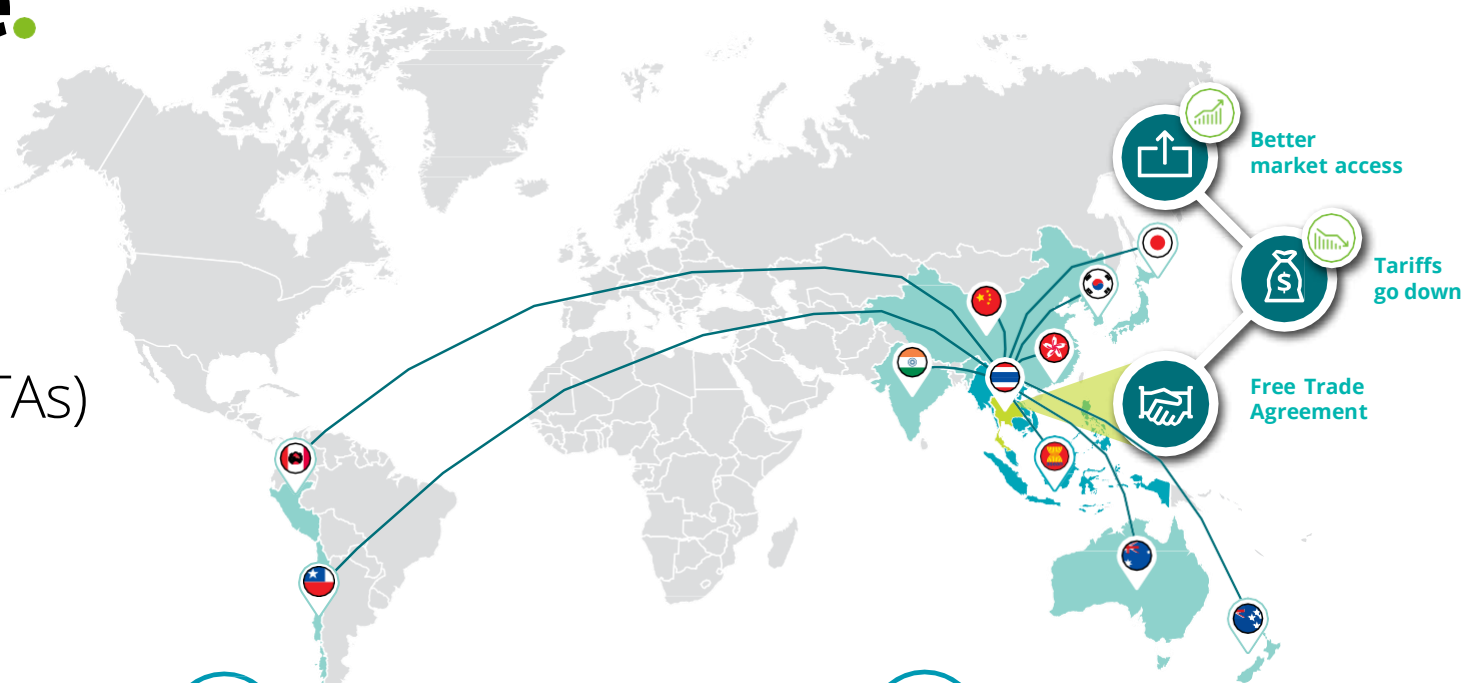 e.
Better
market access
Tariffs
go down
$
Free Trade
Agreement
TAs)